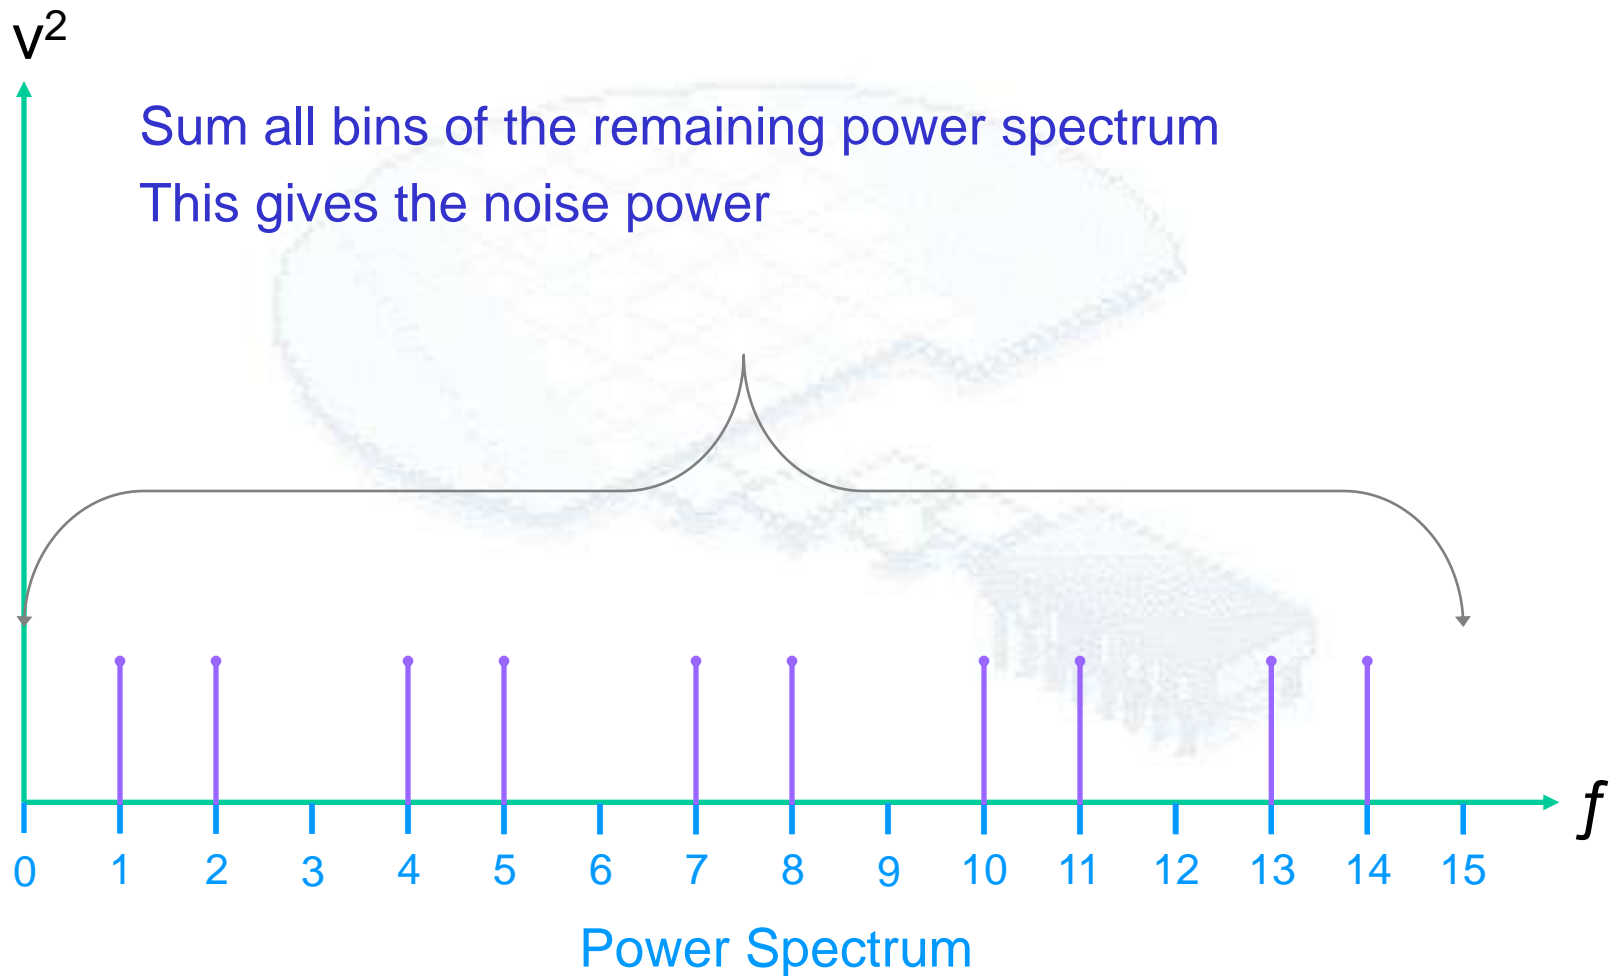 v²
Sum all bins of the remaining power spectrum
This gives the noise power
f
0 1 2 3 4 5 6 7 8 9 10 11 12 13 14 15
Power Spectrum